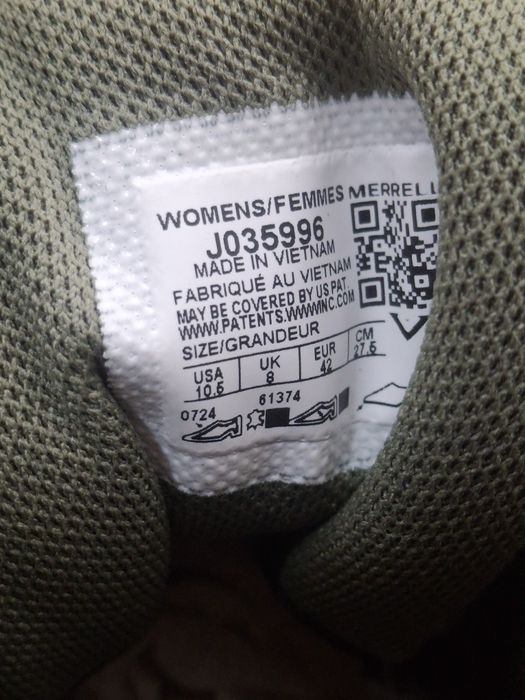 WOMENS/FEMMES MERRELL
J035996
MADE IN VIETNAM
FABRIQUÉ AU VIETNAM
MAY BE COVERED BY US PAT.
WWW.PATENTS.WWWINC.COM
SIZE/GRANDEUR
USA UK EUR CM
10.5 8 42 27.5
0724 61374